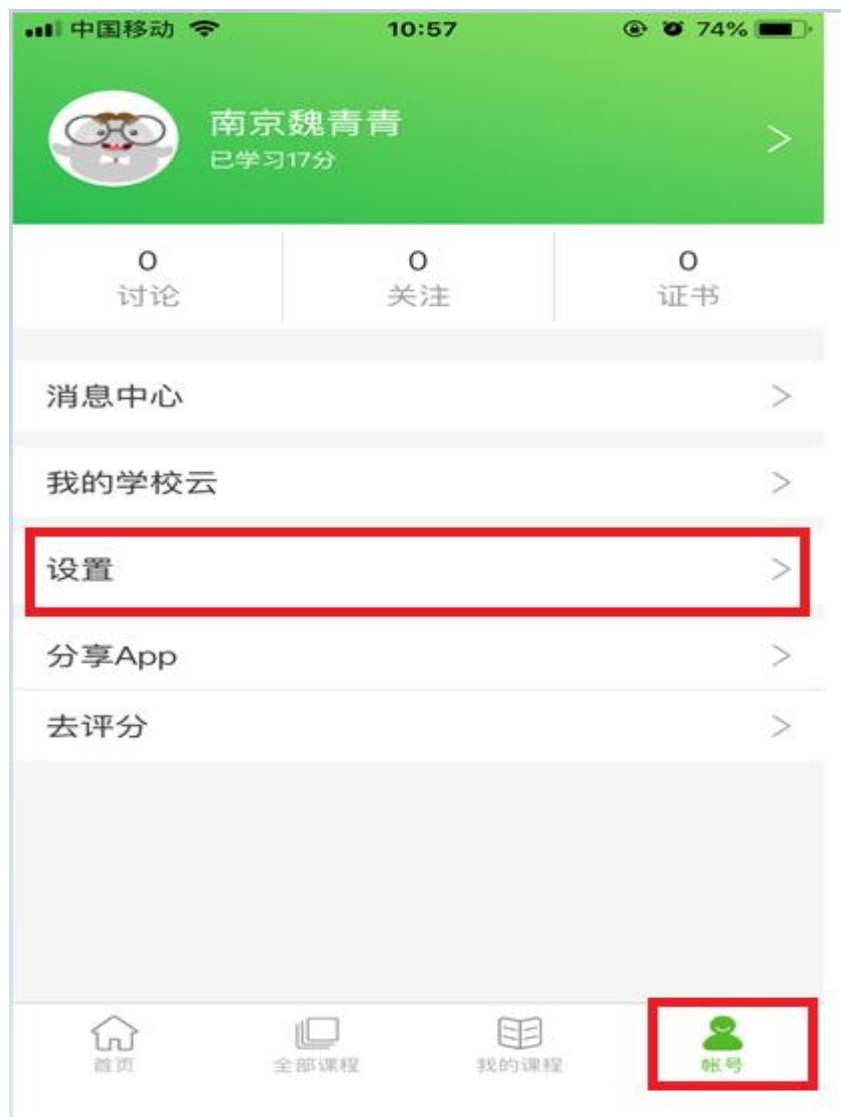 中国移动 10:57 74%
南京魏青青
已学习17分
0 0 0
讨论 关注 证书
消息中心
我的学校云
设置
分享App
去评分
首页 全部课程 我的课程 帐号